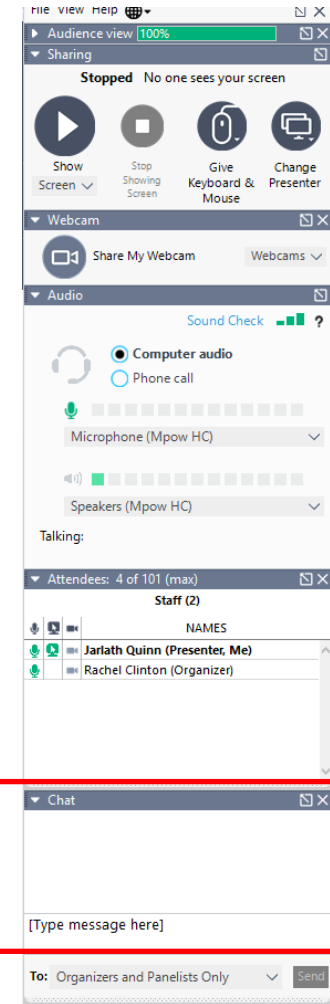 File View Help
Audience view 100%
Sharing
Stopped No one sees your screen
Show
Screen
Stop
Showing
Screen
Give
Keyboard &
Mouse
Change
Presenter
Webcam
Share My Webcam
Webcams
Audio
Sound Check ?
Computer audio
Phone call
Microphone (Mpow HC)
Speakers (Mpow HC)
Talking:
Attendees: 4 of 101 (max)
Staff (2)
NAMES
Jarlath Quinn (Presenter, Me)
Rachel Clinton (Organizer)
Chat
[Type message here]
To: Organizers and Panelists Only
Send